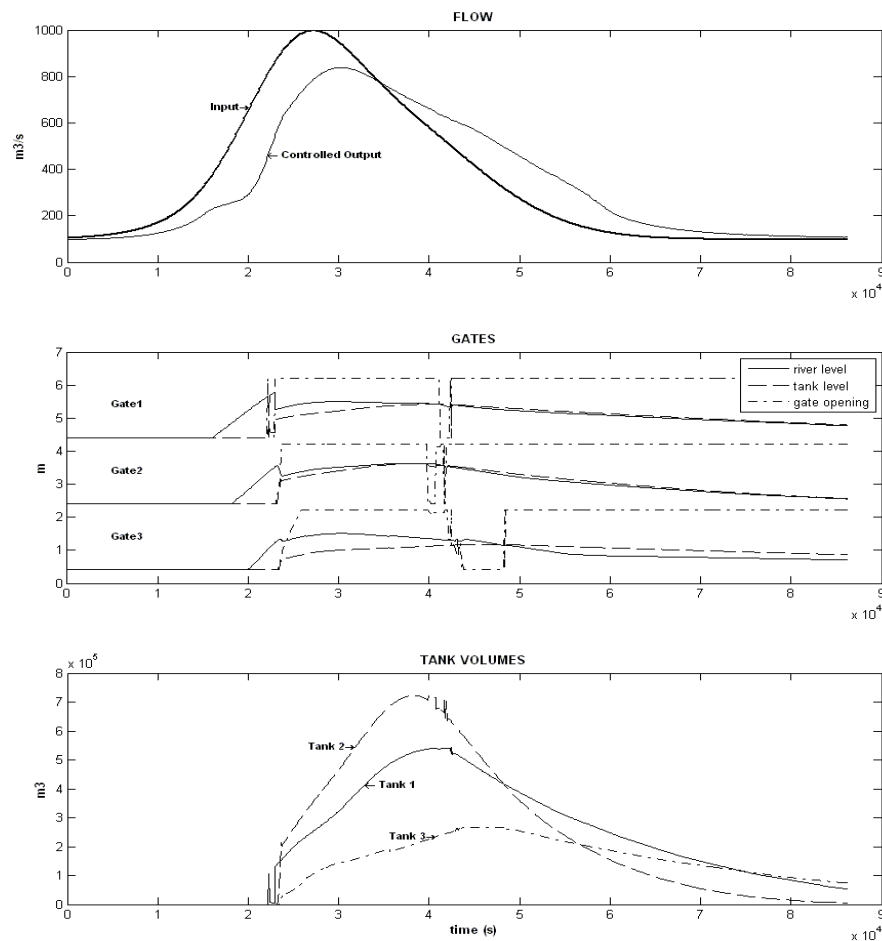 FLOW
1000
800
600
400
200
0
m3/s
Input
Controlled Output
0 1 2 3 4 5 6 7 8 9
x 10^4
GATES
7
6
5
4
3
2
1
0
m
Gate1
Gate2
Gate3
river level
tank level
gate opening
0 1 2 3 4 5 6 7 8 9
x 10^4
x 10^5
TANK VOLUMES
8
7
6
5
4
3
2
1
0
m3
Tank 2
Tank 1
Tank 3
0 1 2 3 4 5 6 7 8 9
time (s)
x 10^4